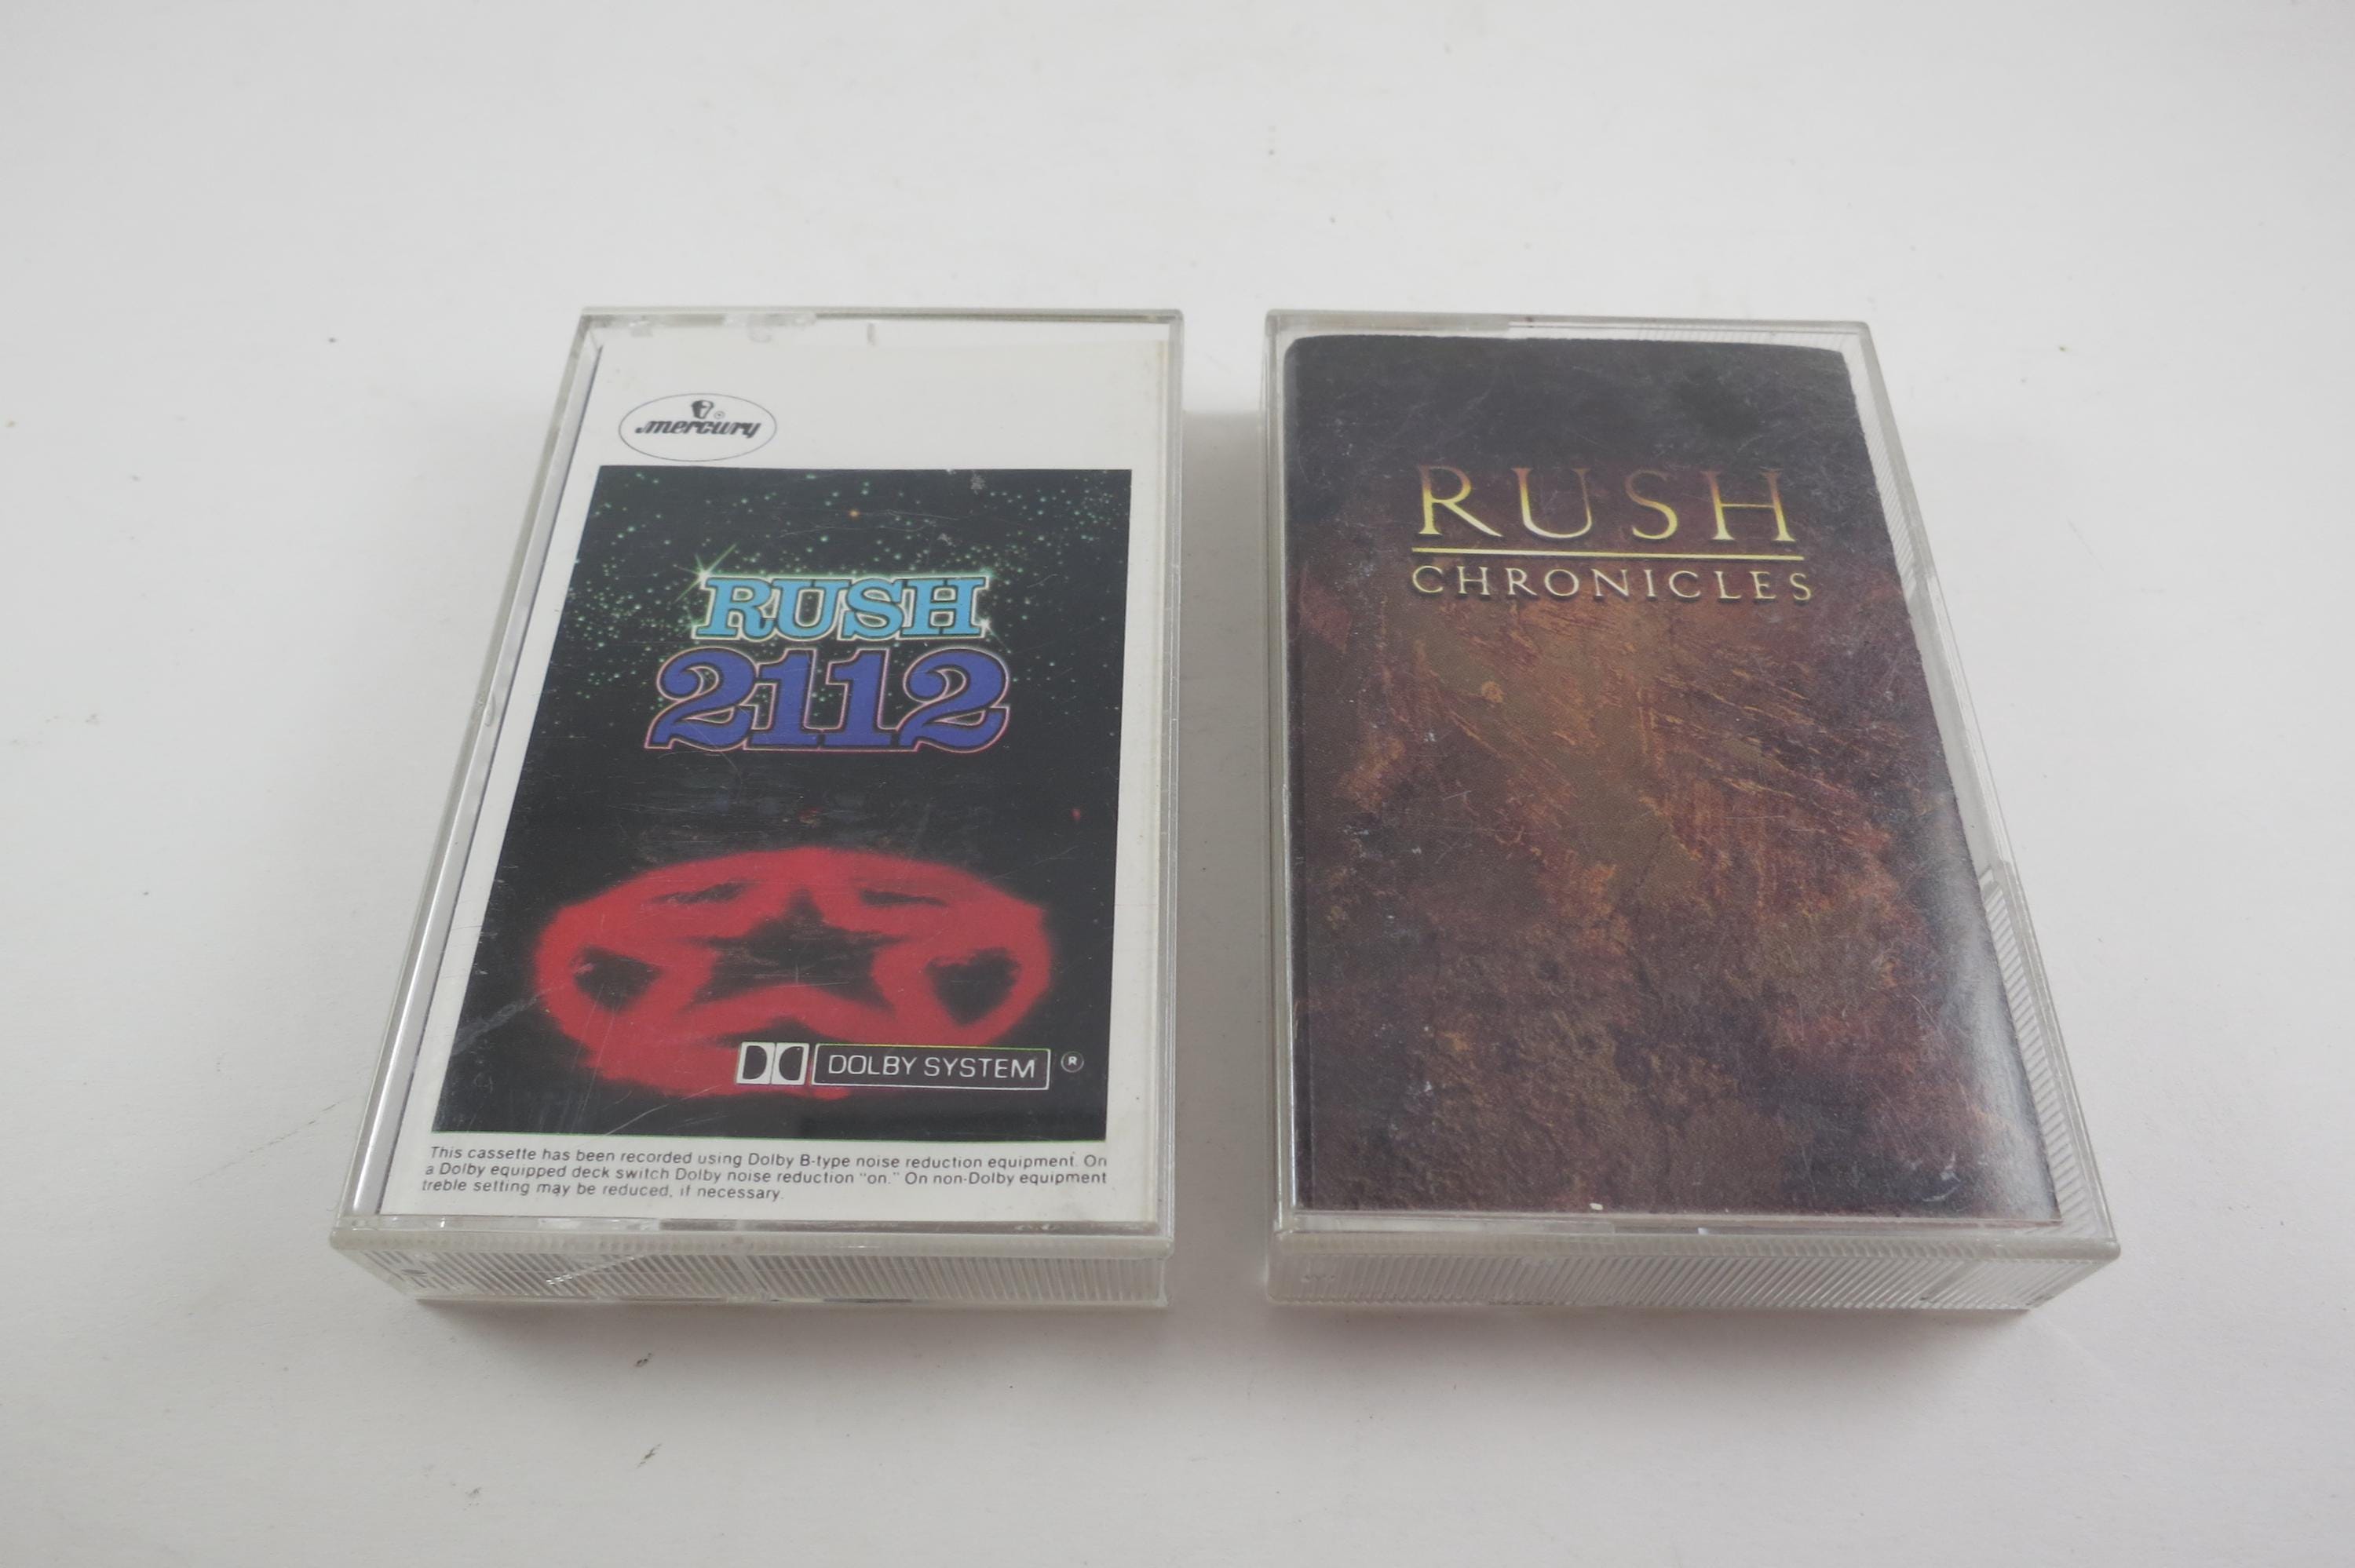 mercury ®
RUSH
2112
DOLBY SYSTEM ®
This cassette has been recorded using Dolby B-type noise reduction equipment. On
a Dolby equipped deck switch Dolby noise reduction "on." On non-Dolby equipment
treble setting may be reduced, if necessary.
RUSH
CHRONICLES